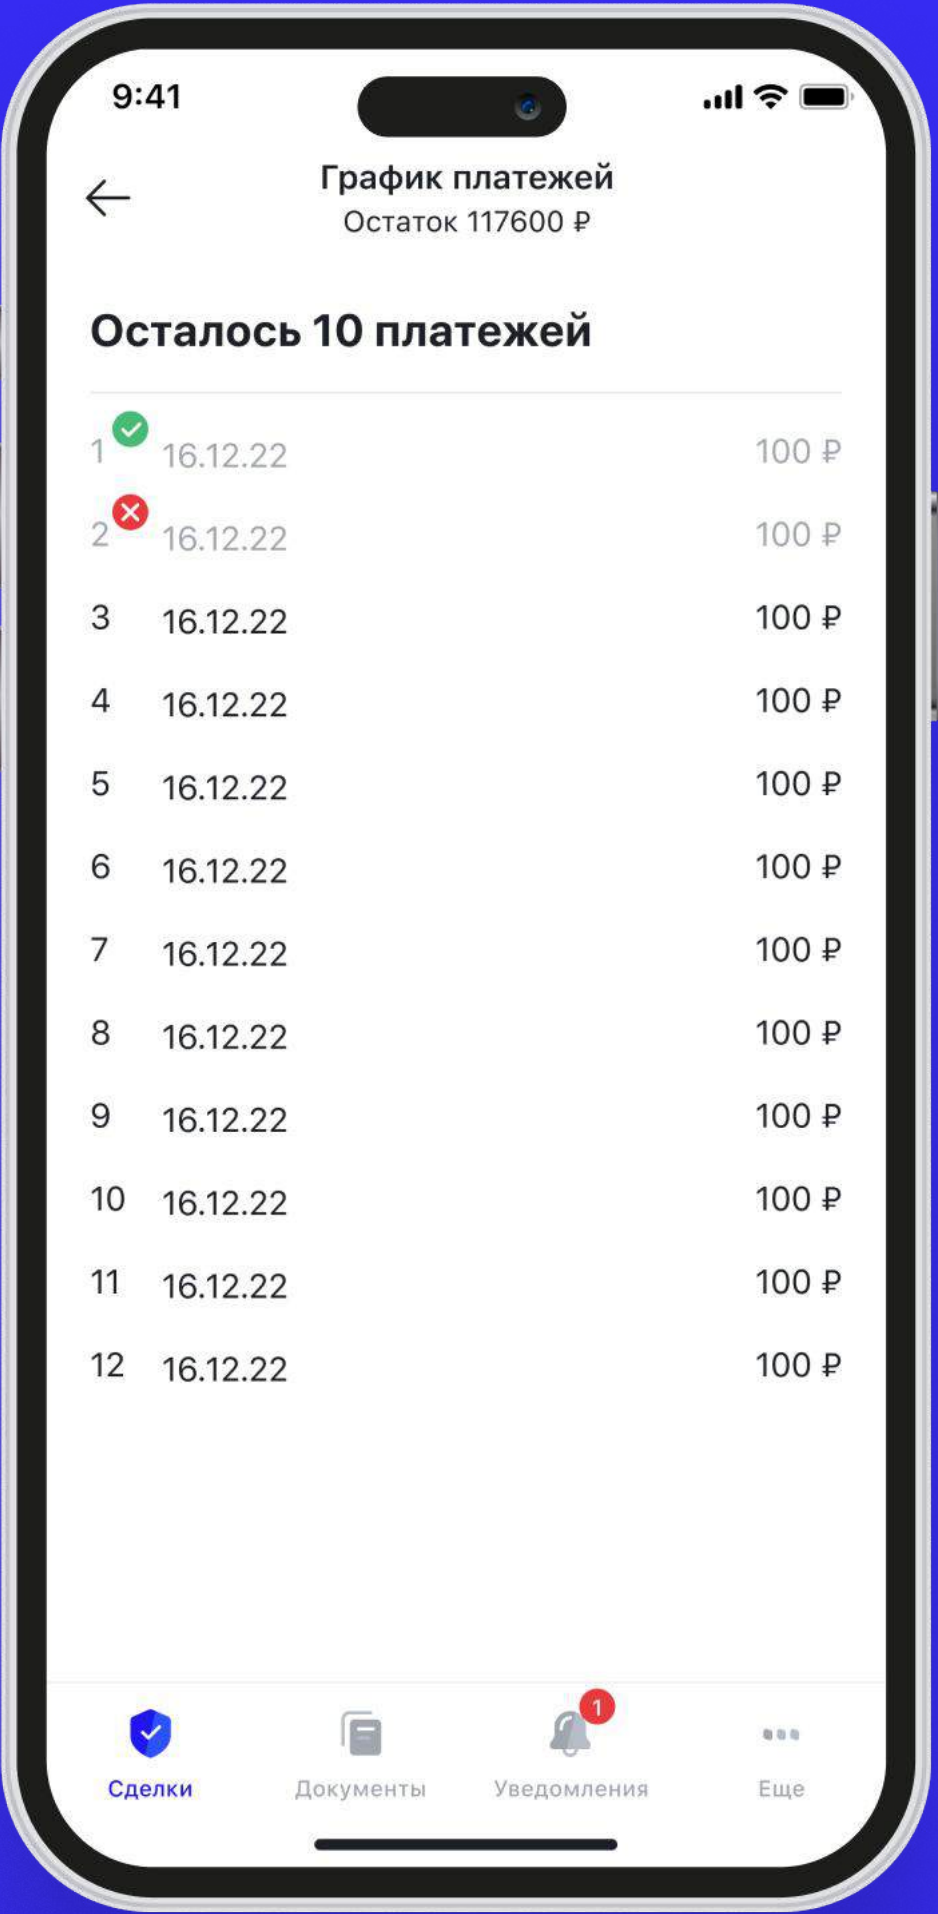 9:41
График платежей
Остаток 117600 ₽
Осталось 10 платежей
1 16.12.22 100 ₽
2 16.12.22 100 ₽
3 16.12.22 100 ₽
4 16.12.22 100 ₽
5 16.12.22 100 ₽
6 16.12.22 100 ₽
7 16.12.22 100 ₽
8 16.12.22 100 ₽
9 16.12.22 100 ₽
10 16.12.22 100 ₽
11 16.12.22 100 ₽
12 16.12.22 100 ₽
1
Сделки Документы Уведомления Еще